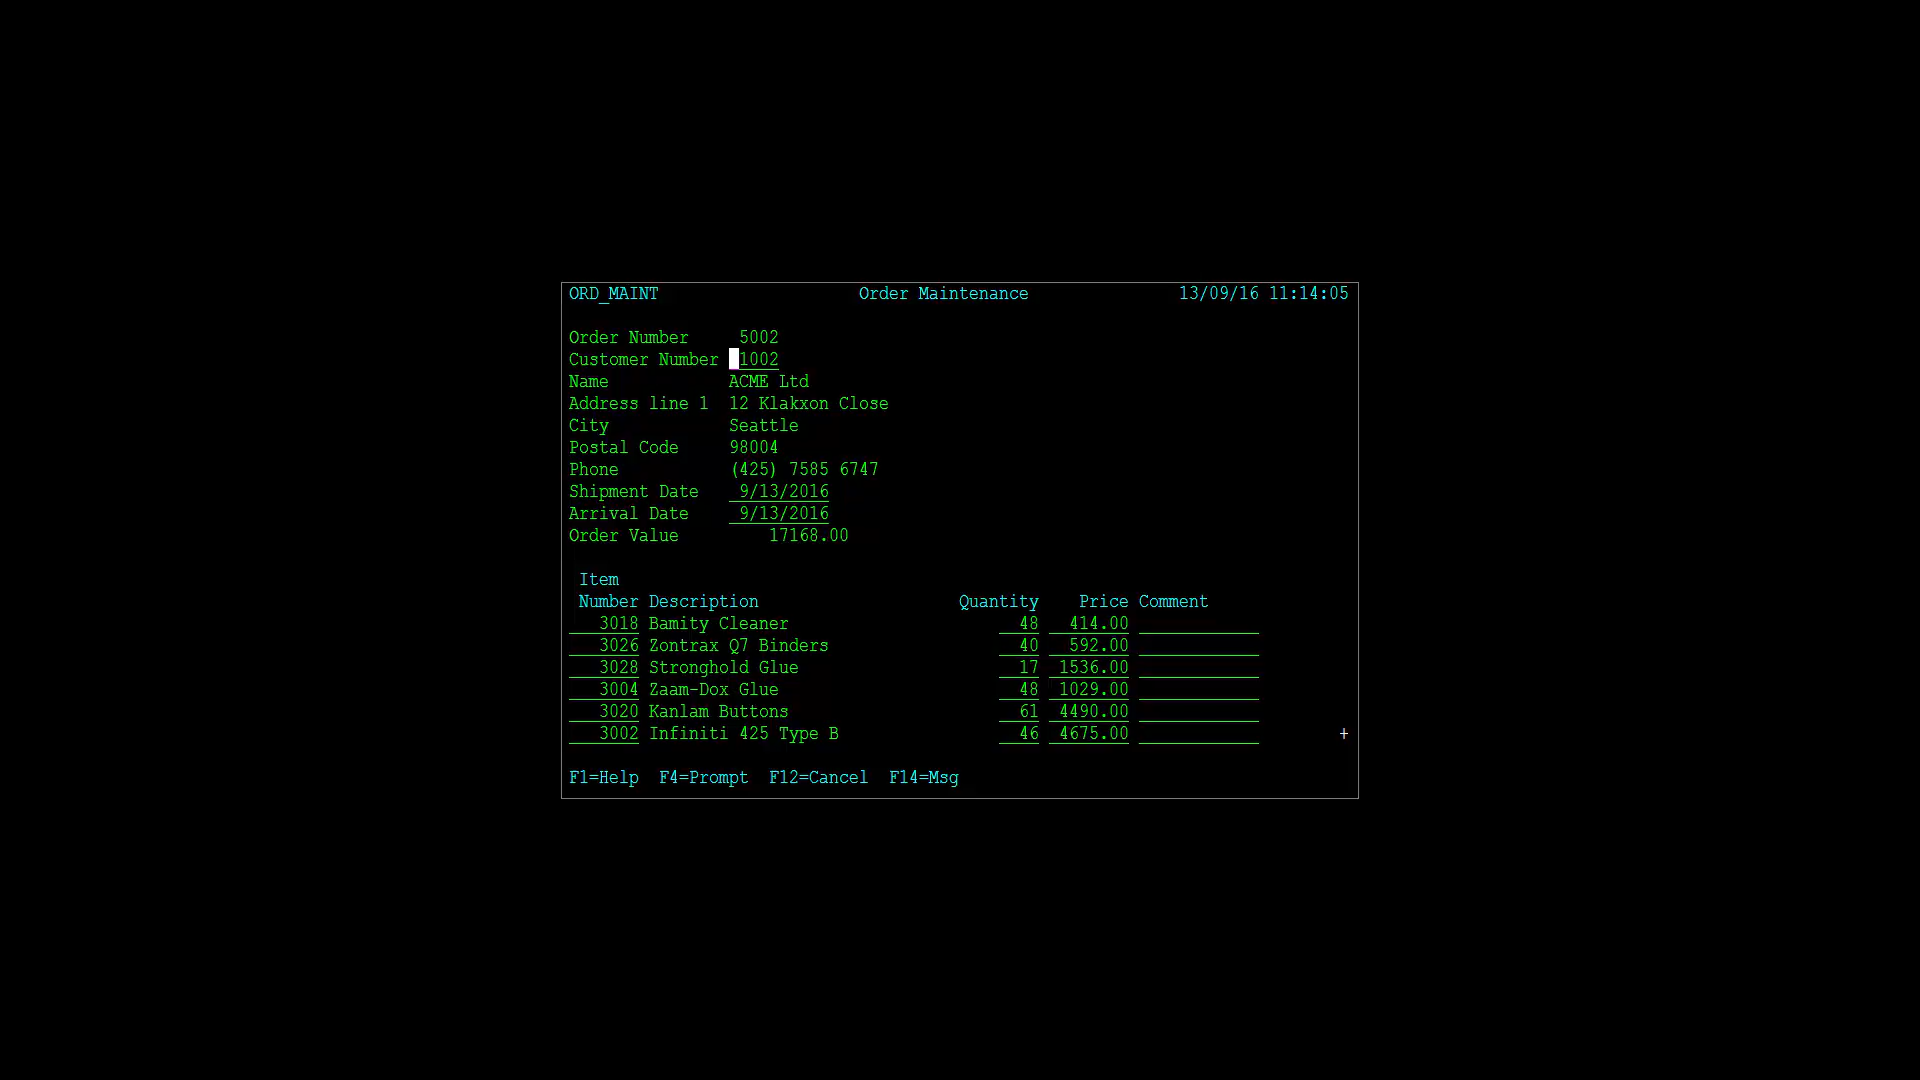 ORD_MAINT Order Maintenance 13/09/16 11:14:05
Order Number 5002
Customer Number 1002
Name ACME Ltd
Address line 1 12 Klakxon Close
City Seattle
Postal Code 98004
Phone (425) 7585 6747
Shipment Date 9/13/2016
Arrival Date 9/13/2016
Order Value 17168.00
Item
Number Description Quantity Price Comment
3018 Bamity Cleaner 48 414.00
3026 Zontrax Q7 Binders 40 592.00
3028 Stronghold Glue 17 1536.00
3004 Zaam-Dox Glue 48 1029.00
3020 Kanlam Buttons 61 4490.00
3002 Infiniti 425 Type B 46 4675.00 +
F1=Help F4=Prompt F12=Cancel F14=Msg